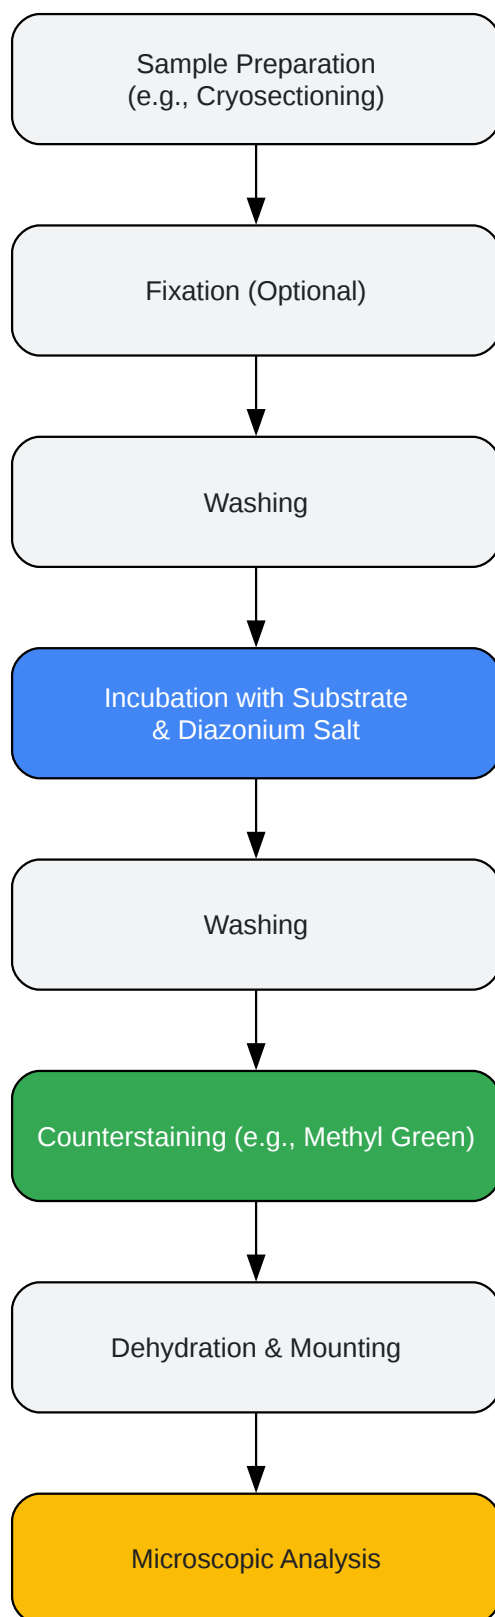 Sample Preparation
(e.g., Cryosectioning)
Fixation (Optional)
Washing
Incubation with Substrate
& Diazonium Salt
Washing
Counterstaining (e.g., Methyl Green)
Dehydration & Mounting
Microscopic Analysis